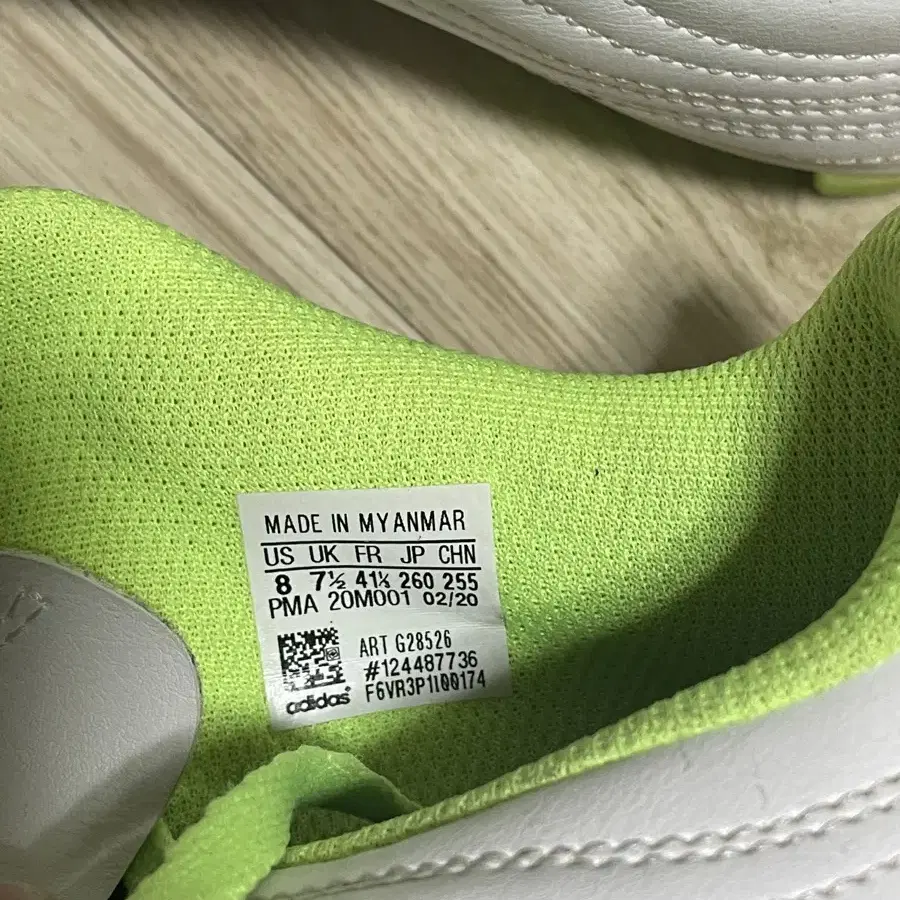 MADE IN MYANMAR
US UK FR JP CHN
8 7½ 41⅓ 260 255
PMA 20M001 02/20
ART G28526
#124487736
F6VR3P1I00174
adidas